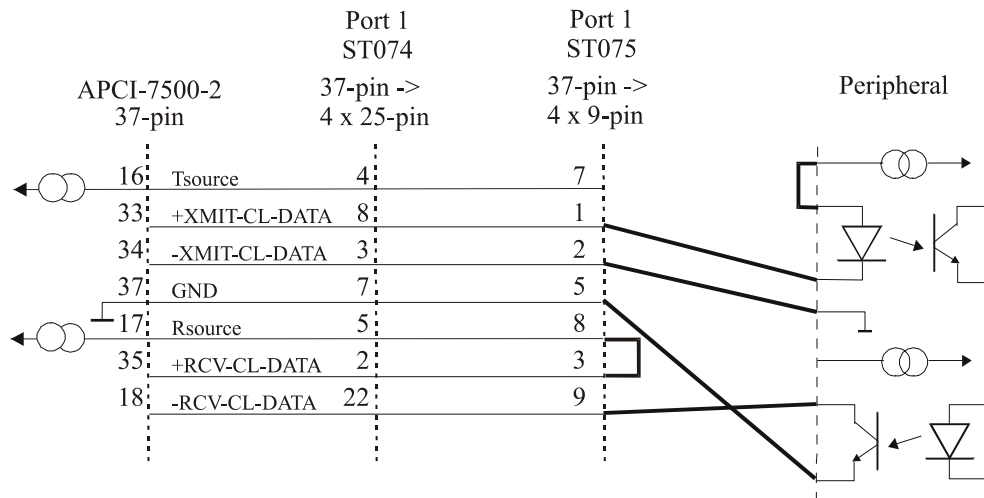 Port 1
ST074
Port 1
ST075
APCI-7500-2
37-pin
37-pin ->
4 x 25-pin
37-pin ->
4 x 9-pin
Peripheral
16 Tsource 4 7
33 +XMIT-CL-DATA 8 1
34 -XMIT-CL-DATA 3 2
37 GND 7 5
17 Rsource 5 8
35 +RCV-CL-DATA 2 3
18 -RCV-CL-DATA 22 9